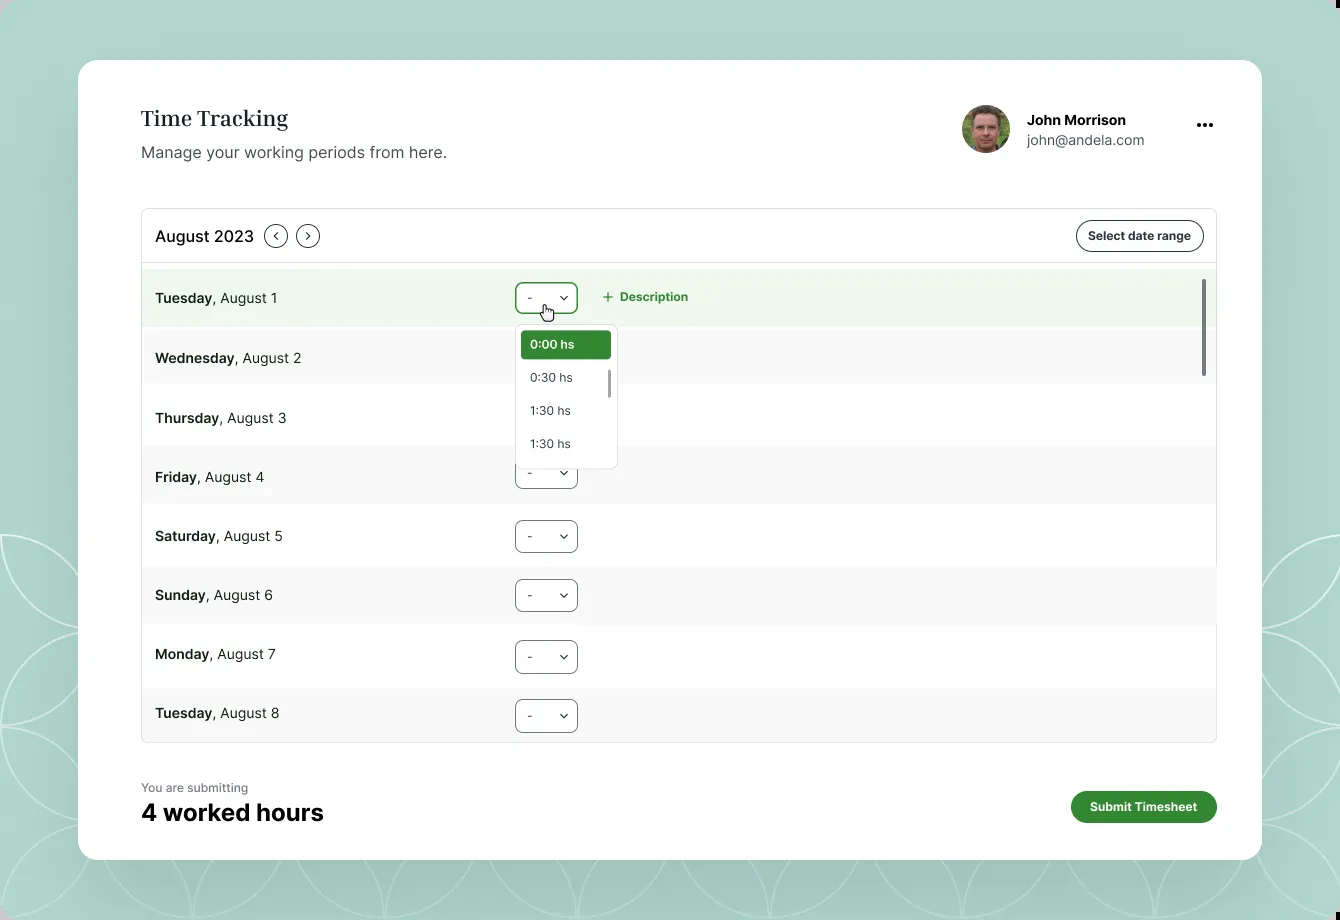 Time Tracking
Manage your working periods from here.
John Morrison
john@andela.com
August 2023
Select date range
Tuesday, August 1
-
+ Description
0:00 hs
Wednesday, August 2
0:30 hs
1:30 hs
Thursday, August 3
1:30 hs
Friday, August 4
-
Saturday, August 5
-
Sunday, August 6
-
Monday, August 7
-
Tuesday, August 8
-
You are submitting
4 worked hours
Submit Timesheet